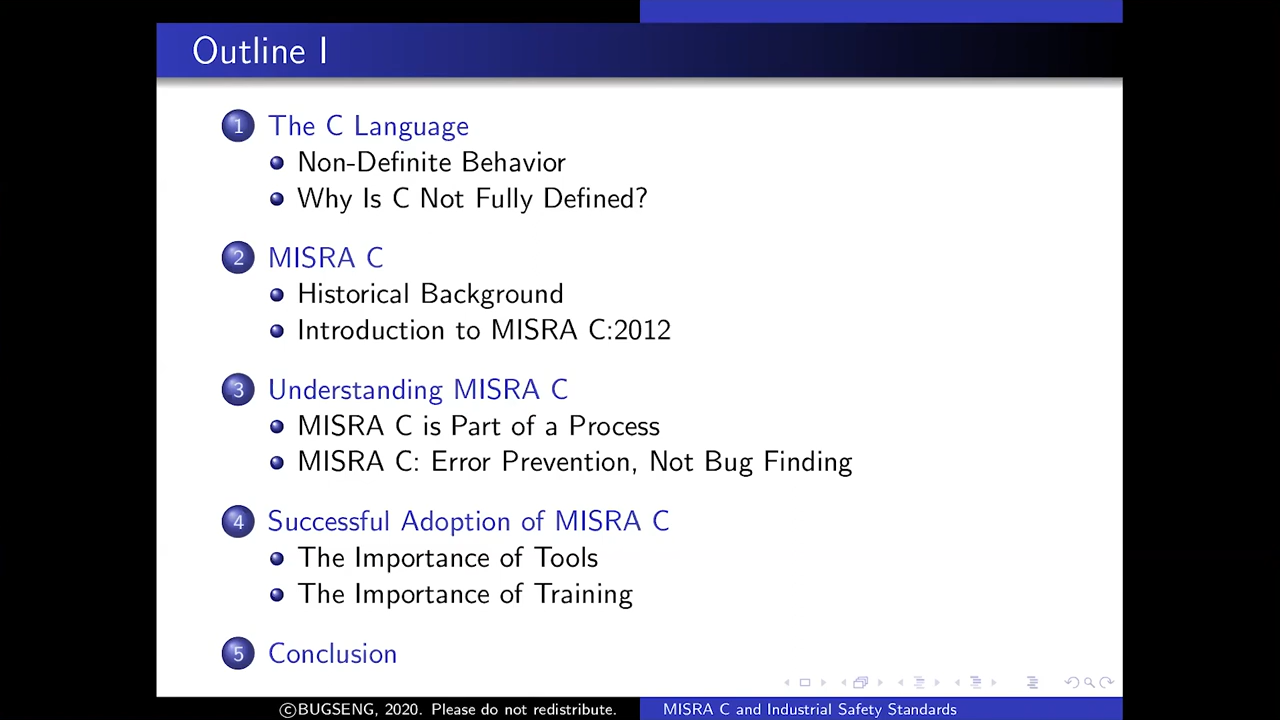 Outline I
1 The C Language
Non-Definite Behavior
Why Is C Not Fully Defined?
2 MISRA C
Historical Background
Introduction to MISRA C:2012
3 Understanding MISRA C
MISRA C is Part of a Process
MISRA C: Error Prevention, Not Bug Finding
4 Successful Adoption of MISRA C
The Importance of Tools
The Importance of Training
5 Conclusion
©BUGSENG, 2020. Please do not redistribute.
MISRA C and Industrial Safety Standards